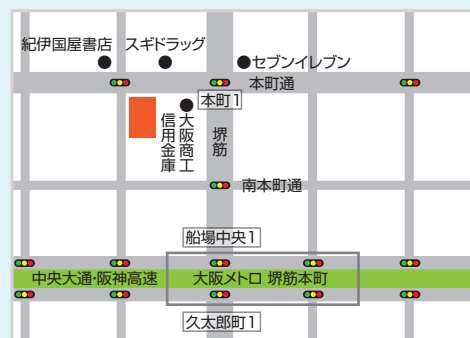 紀伊国屋書店
スギドラッグ
セブンイレブン
本町通
本町1
大阪商工
信用金庫
堺筋
南本町通
船場中央1
中央大通・阪神高速
大阪メトロ 堺筋本町
久太郎町1